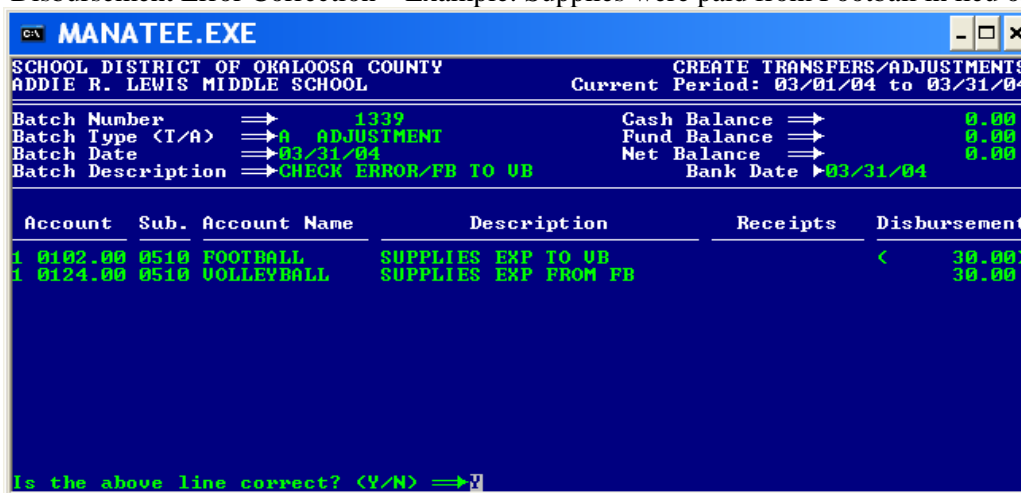 Disbursement Error Correction – Example: Supplies were paid from Football in lieu o
MANATEE.EXE
SCHOOL DISTRICT OF OKALOOSA COUNTY CREATE TRANSFERS/ADJUSTMENTS
ADDIE R. LEWIS MIDDLE SCHOOL Current Period: 03/01/04 to 03/31/04
Batch Number ⇒ 1339 Cash Balance ⇒ 0.00
Batch Type (T/A) ⇒A ADJUSTMENT Fund Balance ⇒ 0.00
Batch Date ⇒03/31/04 Net Balance ⇒ 0.00
Batch Description ⇒CHECK ERROR/FB TO VB Bank Date ►03/31/04
Account Sub. Account Name Description Receipts Disbursement
1 0102.00 0510 FOOTBALL SUPPLIES EXP TO VB ( 30.00)
1 0124.00 0510 VOLLEYBALL SUPPLIES EXP FROM FB 30.00
Is the above line correct? (Y/N) ⇒Y